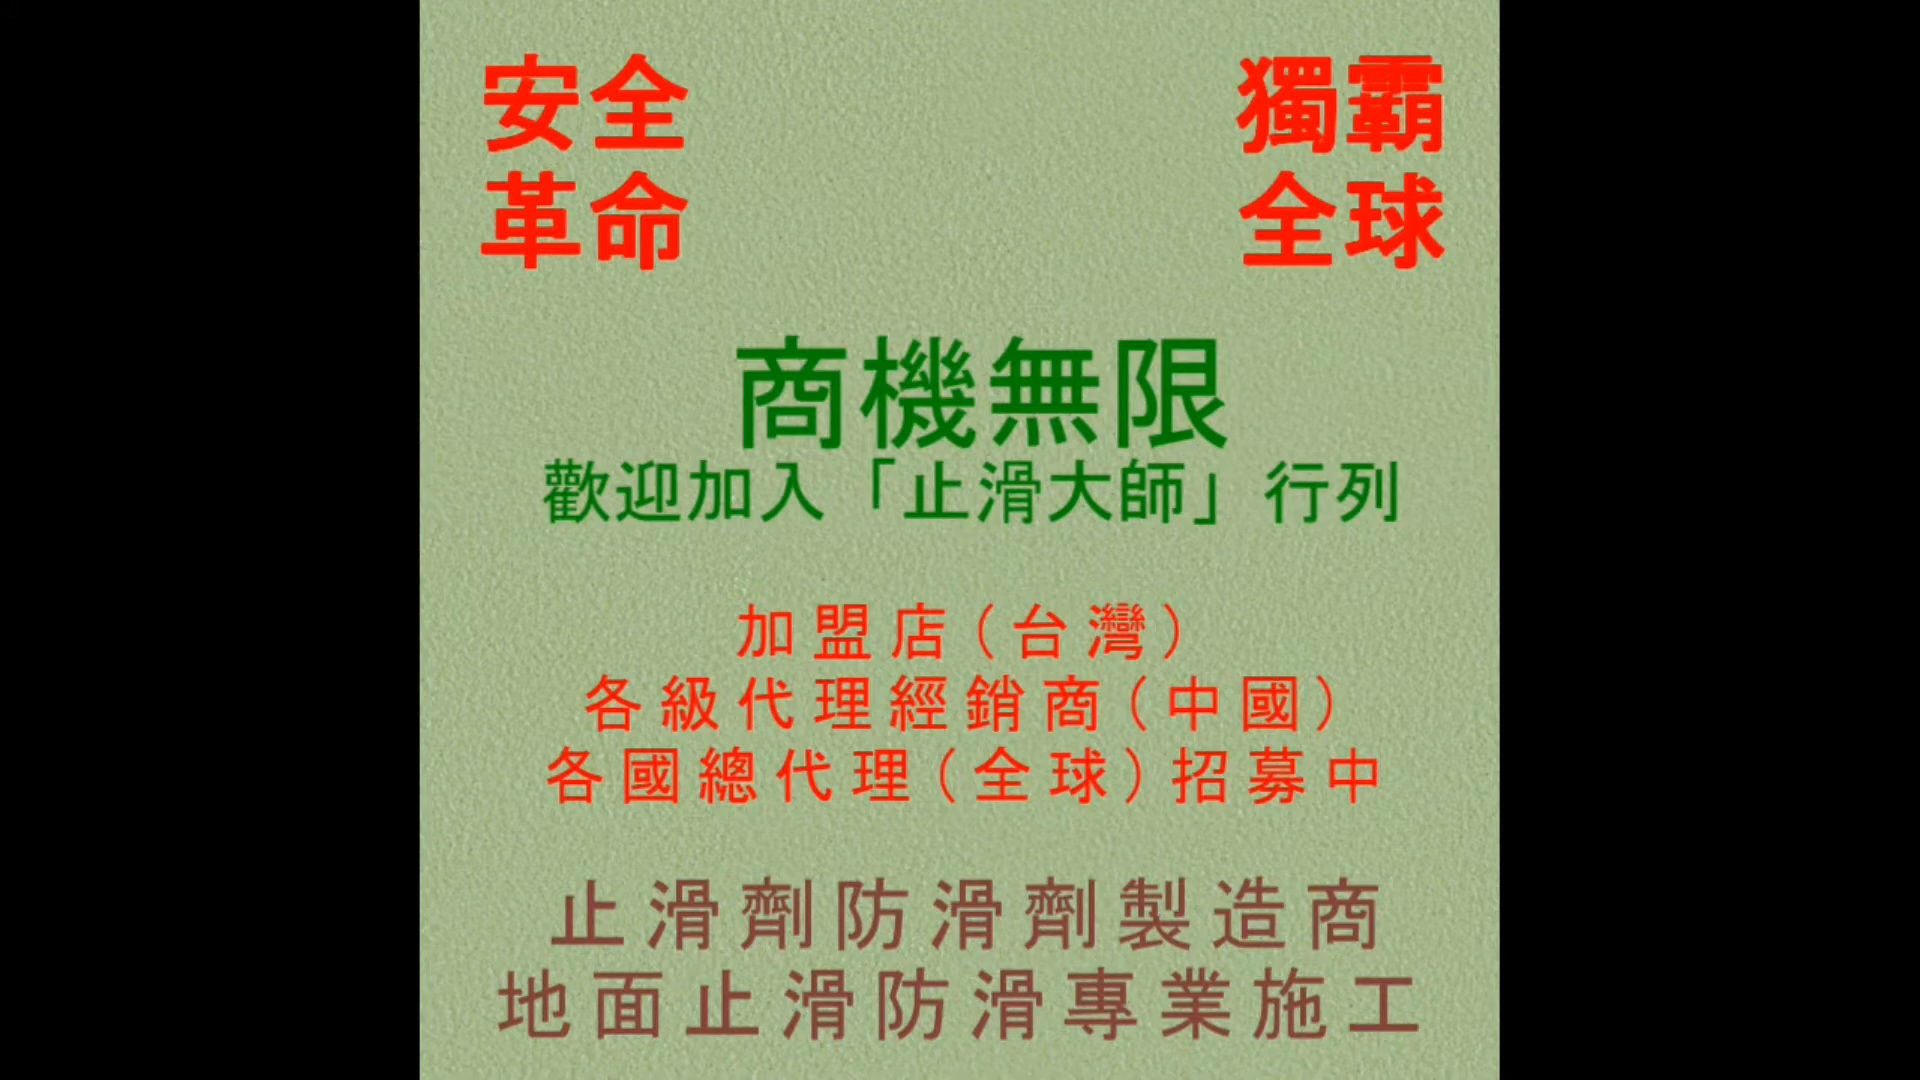 安全
革命
獨霸
全球
商機無限
歡迎加入「止滑大師」行列
加盟店(台灣)
各級代理經銷商(中國)
各國總代理(全球)招募中
止滑劑防滑劑製造商
地面止滑防滑專業施工